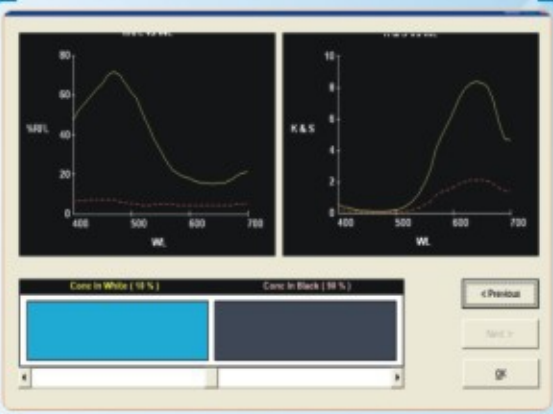 80
60
40
20
0
%RFL
400 500 600 700
WL
10
8
6
4
2
0
K & S
400 500 600 700
WL
Conc In White ( 10 % )
Conc In Black ( 90 % )
< Previous
Next >
OK